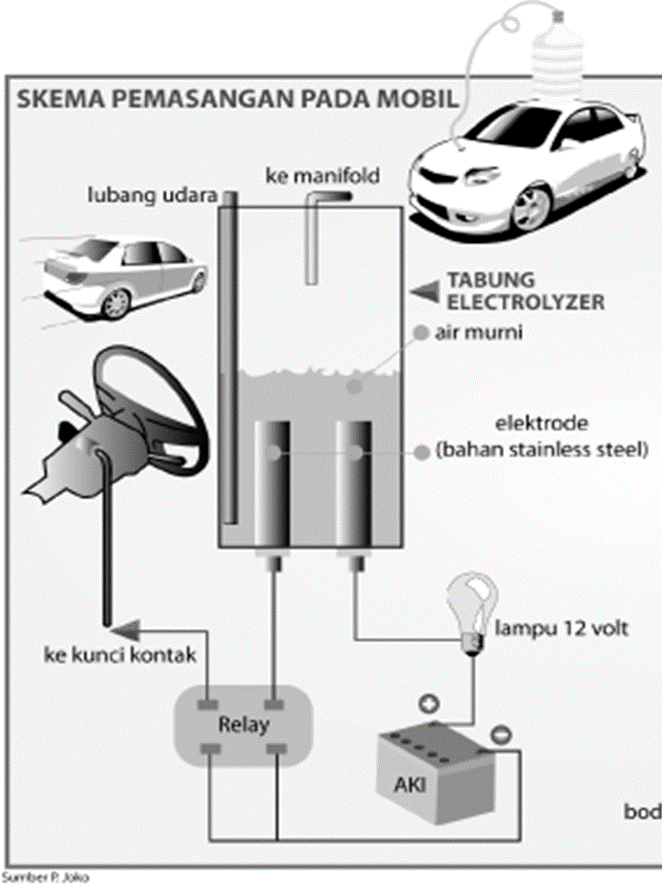 SKEMA PEMASANGAN PADA MOBIL
ke manifold
lubang udara
TABUNG
ELECTROLYZER
air murni
elektrode
(bahan stainless steel)
lampu 12 volt
ke kunci kontak
+
−
Relay
AKI
bod
Sumber P. Joko